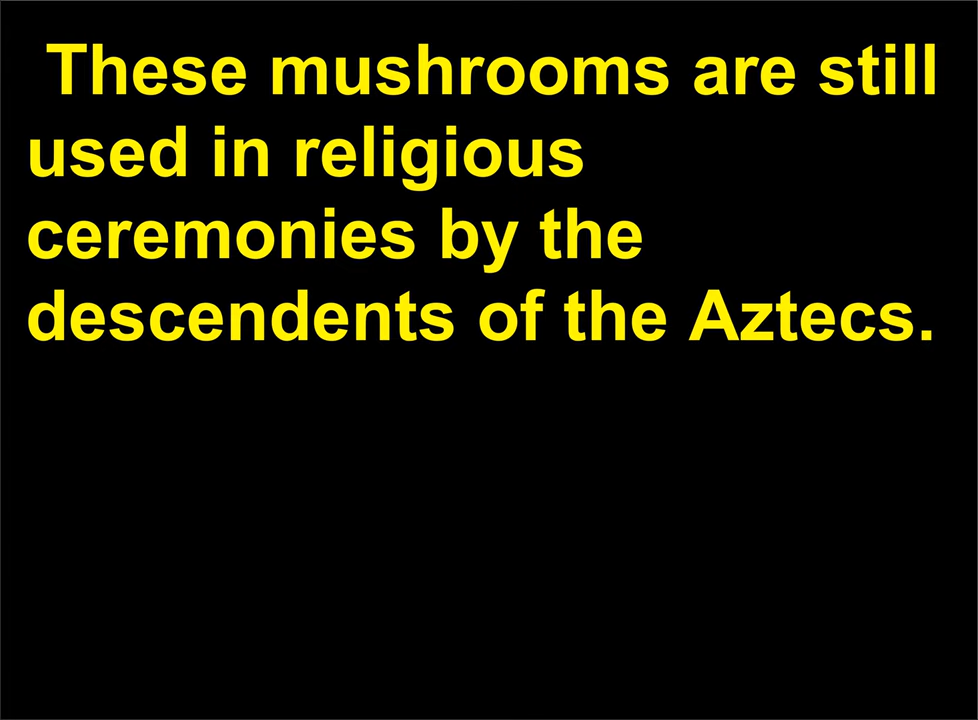 These mushrooms are still
used in religious
ceremonies by the
descendents of the Aztecs.